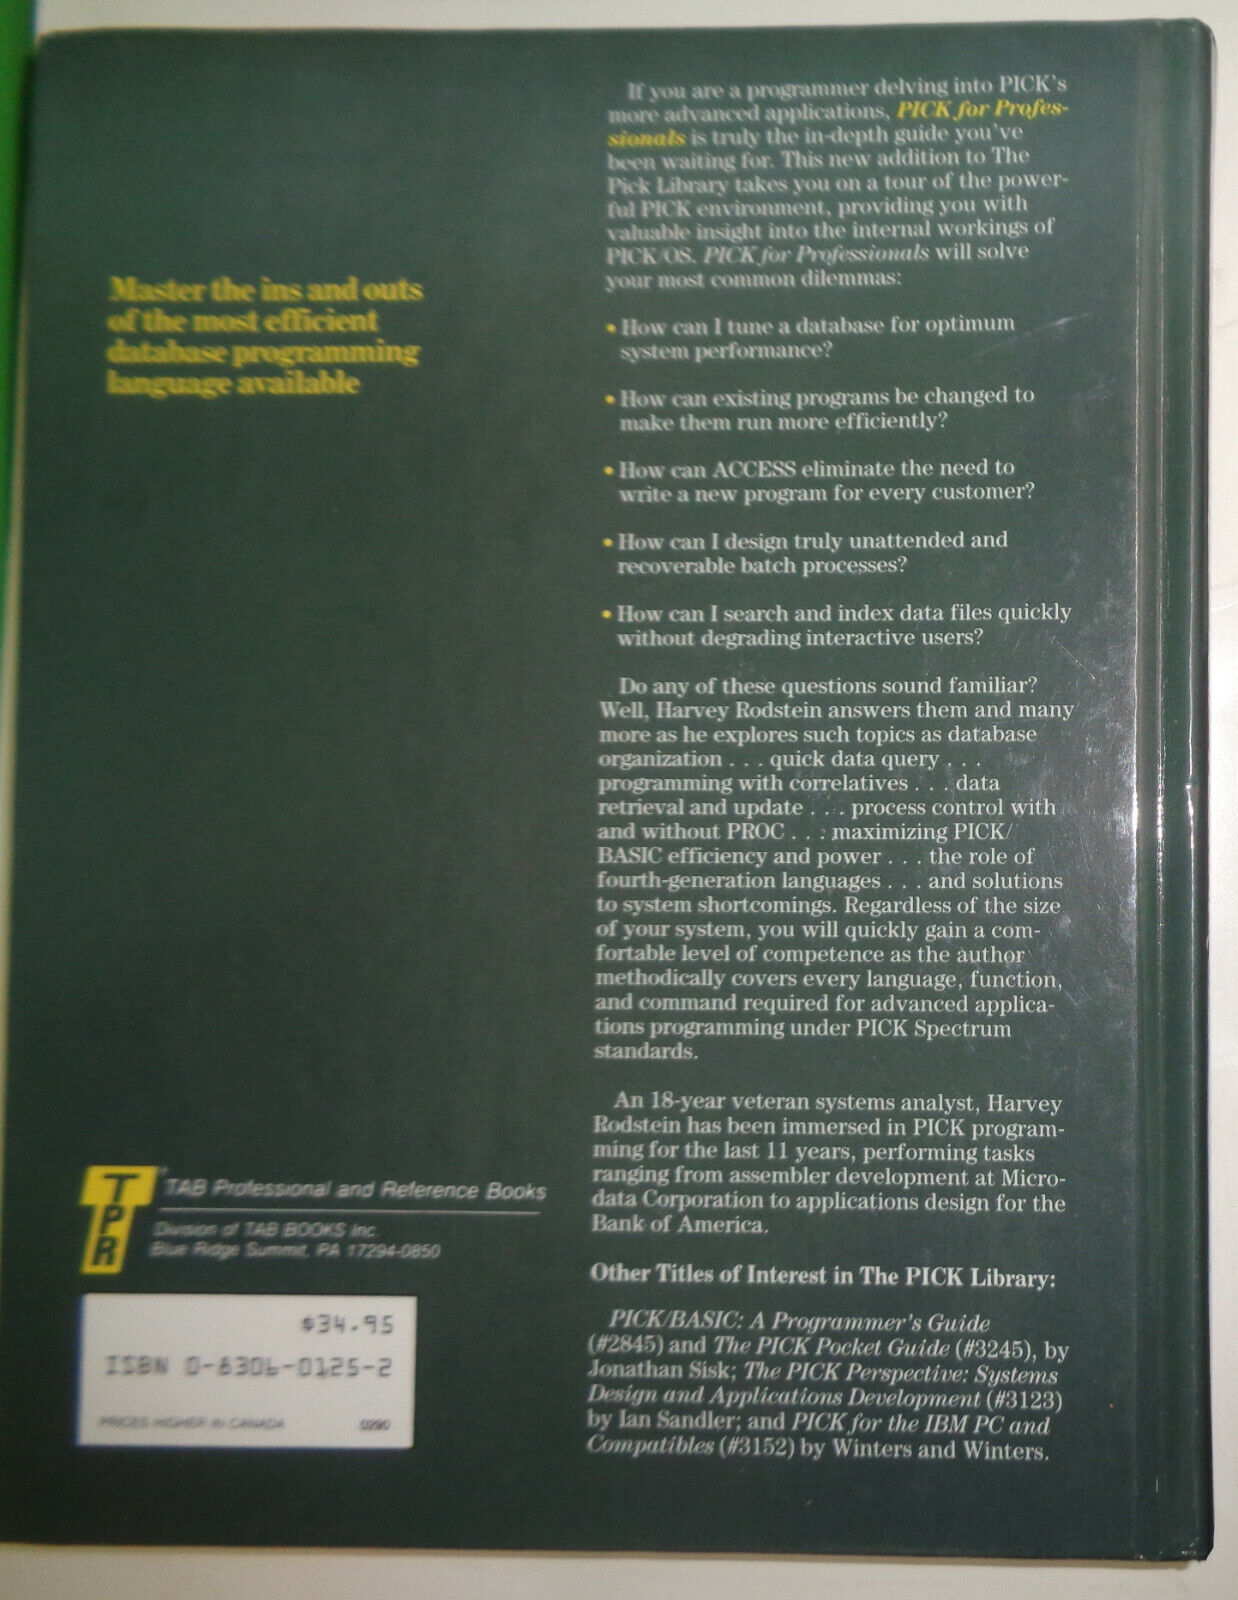 Master the ins and outs
of the most efficient
database programming
language available
If you are a programmer delving into PICK's
more advanced applications, PICK for Profes-
sionals is truly the in-depth guide you've
been waiting for. This new addition to The
Pick Library takes you on a tour of the power-
ful PICK environment, providing you with
valuable insight into the internal workings of
PICK/OS. PICK for Professionals will solve
your most common dilemmas:
• How can I tune a database for optimum
system performance?
• How can existing programs be changed to
make them run more efficiently?
• How can ACCESS eliminate the need to
write a new program for every customer?
• How can I design truly unattended and
recoverable batch processes?
• How can I search and index data files quickly
without degrading interactive users?
Do any of these questions sound familiar?
Well, Harvey Rodstein answers them and many
more as he explores such topics as database
organization . . . quick data query . . .
programming with correlatives . . . data
retrieval and update . . . process control with
and without PROC . . . maximizing PICK/
BASIC efficiency and power . . . the role of
fourth-generation languages . . . and solutions
to system shortcomings. Regardless of the size
of your system, you will quickly gain a com-
fortable level of competence as the author
methodically covers every language, function,
and command required for advanced applica-
tions programming under PICK Spectrum
standards.
An 18-year veteran systems analyst, Harvey
Rodstein has been immersed in PICK program-
ming for the last 11 years, performing tasks
ranging from assembler development at Micro-
data Corporation to applications design for the
Bank of America.
Other Titles of Interest in The PICK Library:
PICK/BASIC: A Programmer's Guide
(#2845) and The PICK Pocket Guide (#3245), by
Jonathan Sisk; The PICK Perspective: Systems
Design and Applications Development (#3123)
by Ian Sandler; and PICK for the IBM PC and
Compatibles (#3152) by Winters and Winters.
TPR
TAB Professional and Reference Books
Division of TAB BOOKS Inc.
Blue Ridge Summit, PA 17294-0850
$34.95
ISBN 0-8306-0125-2
PRICES HIGHER IN CANADA 0290